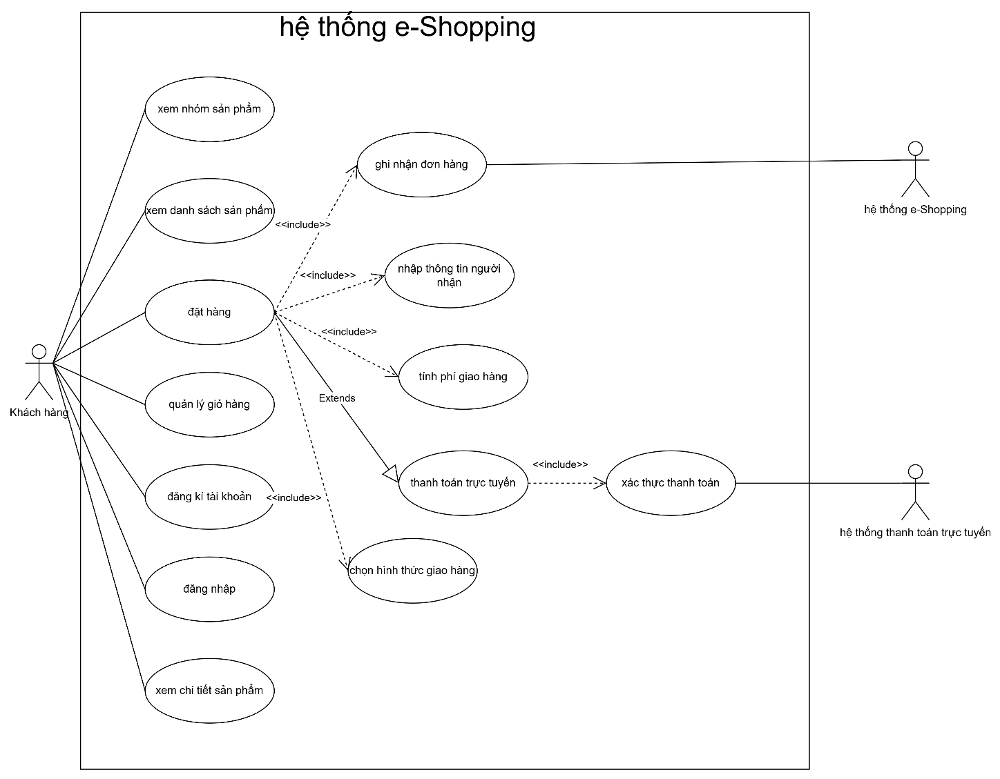 hệ thống e-Shopping
xem nhóm sản phẩm
ghi nhận đơn hàng
hệ thống e-Shopping
xem danh sách sản phẩm
<<include>>
nhập thông tin người
nhận
<<include>>
đặt hàng
<<include>>
tính phí giao hàng
Khách hàng
quản lý giỏ hàng
Extends
thanh toán trực tuyến
<<include>>
xác thực thanh toán
hệ thống thanh toán trực tuyến
đăng kí tài khoản
<<include>>
chọn hình thức giao hàng
đăng nhập
xem chi tiết sản phẩm